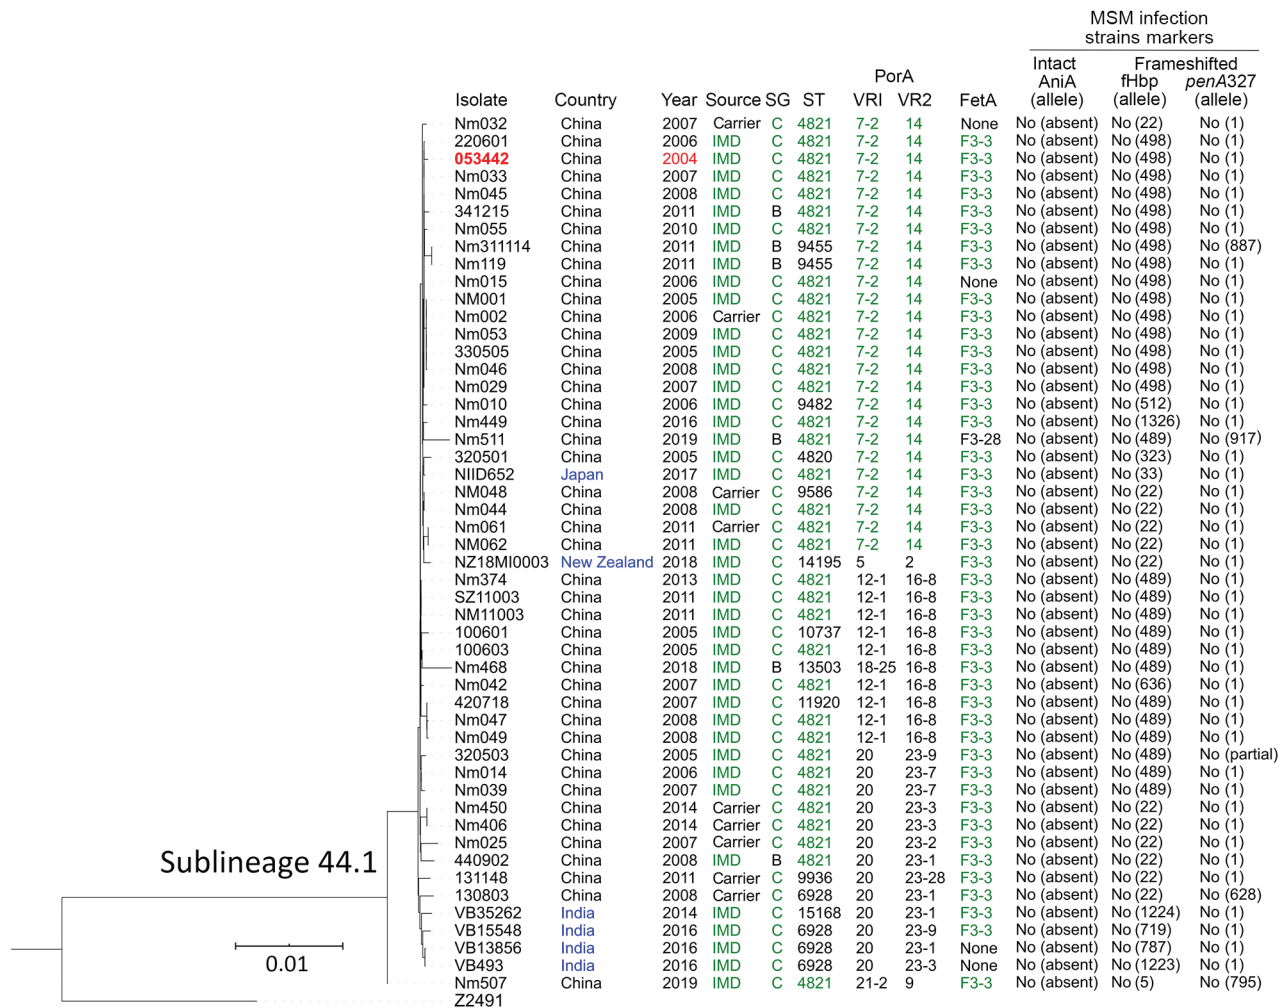 MSM infection
strains markers
Intact
AniA
(allele)
Frameshifted
fHbp
(allele)
penA327
(allele)
PorA
Isolate Country Year Source SG ST VRI VR2 FetA
Nm032 China 2007 Carrier C 4821 7-2 14 None No (absent) No (22) No (1)
220601 China 2006 IMD C 4821 7-2 14 F3-3 No (absent) No (498) No (1)
053442 China 2004 IMD C 4821 7-2 14 F3-3 No (absent) No (498) No (1)
Nm033 China 2007 IMD C 4821 7-2 14 F3-3 No (absent) No (498) No (1)
Nm045 China 2008 IMD C 4821 7-2 14 F3-3 No (absent) No (498) No (1)
341215 China 2011 IMD B 4821 7-2 14 F3-3 No (absent) No (498) No (1)
Nm055 China 2010 IMD C 4821 7-2 14 F3-3 No (absent) No (498) No (1)
Nm311114 China 2011 IMD B 9455 7-2 14 F3-3 No (absent) No (498) No (887)
Nm119 China 2011 IMD B 9455 7-2 14 F3-3 No (absent) No (498) No (1)
Nm015 China 2006 IMD C 4821 7-2 14 None No (absent) No (498) No (1)
NM001 China 2005 IMD C 4821 7-2 14 F3-3 No (absent) No (498) No (1)
Nm002 China 2006 Carrier C 4821 7-2 14 F3-3 No (absent) No (498) No (1)
Nm053 China 2009 IMD C 4821 7-2 14 F3-3 No (absent) No (498) No (1)
330505 China 2005 IMD C 4821 7-2 14 F3-3 No (absent) No (498) No (1)
Nm046 China 2008 IMD C 4821 7-2 14 F3-3 No (absent) No (498) No (1)
Nm029 China 2007 IMD C 4821 7-2 14 F3-3 No (absent) No (498) No (1)
Nm010 China 2006 IMD C 9482 7-2 14 F3-3 No (absent) No (512) No (1)
Nm449 China 2016 IMD C 4821 7-2 14 F3-3 No (absent) No (1326) No (1)
Nm511 China 2019 IMD B 4821 7-2 14 F3-28 No (absent) No (489) No (917)
320501 China 2005 IMD C 4820 7-2 14 F3-3 No (absent) No (323) No (1)
NIID652 Japan 2017 IMD C 4821 7-2 14 F3-3 No (absent) No (33) No (1)
NM048 China 2008 Carrier C 9586 7-2 14 F3-3 No (absent) No (22) No (1)
Nm044 China 2008 IMD C 4821 7-2 14 F3-3 No (absent) No (22) No (1)
Nm061 China 2011 Carrier C 4821 7-2 14 F3-3 No (absent) No (22) No (1)
NM062 China 2011 IMD C 4821 7-2 14 F3-3 No (absent) No (22) No (1)
NZ18MI0003 New Zealand 2018 IMD C 14195 5 2 F3-3 No (absent) No (22) No (1)
Nm374 China 2013 IMD C 4821 12-1 16-8 F3-3 No (absent) No (489) No (1)
SZ11003 China 2011 IMD C 4821 12-1 16-8 F3-3 No (absent) No (489) No (1)
NM11003 China 2011 IMD C 4821 12-1 16-8 F3-3 No (absent) No (489) No (1)
100601 China 2005 IMD C 10737 12-1 16-8 F3-3 No (absent) No (489) No (1)
100603 China 2005 IMD C 4821 12-1 16-8 F3-3 No (absent) No (489) No (1)
Nm468 China 2018 IMD B 13503 18-25 16-8 F3-3 No (absent) No (489) No (1)
Nm042 China 2007 IMD C 4821 12-1 16-8 F3-3 No (absent) No (636) No (1)
420718 China 2007 IMD C 11920 12-1 16-8 F3-3 No (absent) No (489) No (1)
Nm047 China 2008 IMD C 4821 12-1 16-8 F3-3 No (absent) No (489) No (1)
Nm049 China 2008 IMD C 4821 12-1 16-8 F3-3 No (absent) No (489) No (1)
320503 China 2005 IMD C 4821 20 23-9 F3-3 No (absent) No (489) No (partial)
Nm014 China 2006 IMD C 4821 20 23-7 F3-3 No (absent) No (489) No (1)
Nm039 China 2007 IMD C 4821 20 23-7 F3-3 No (absent) No (489) No (1)
Nm450 China 2014 Carrier C 4821 20 23-3 F3-3 No (absent) No (22) No (1)
Nm406 China 2014 Carrier C 4821 20 23-3 F3-3 No (absent) No (22) No (1)
Nm025 China 2007 Carrier C 4821 20 23-2 F3-3 No (absent) No (22) No (1)
440902 China 2008 IMD B 4821 20 23-1 F3-3 No (absent) No (22) No (1)
131148 China 2011 Carrier C 9936 20 23-28 F3-3 No (absent) No (22) No (1)
130803 China 2008 Carrier C 6928 20 23-1 F3-3 No (absent) No (22) No (628)
VB35262 India 2014 IMD C 15168 20 23-1 F3-3 No (absent) No (1224) No (1)
VB15548 India 2016 IMD C 6928 20 23-9 F3-3 No (absent) No (719) No (1)
VB13856 India 2016 IMD C 6928 20 23-1 None No (absent) No (787) No (1)
VB493 India 2016 IMD C 6928 20 23-3 None No (absent) No (1223) No (1)
Nm507 China 2019 IMD C 4821 21-2 9 F3-3 No (absent) No (5) No (795)
Z2491
Sublineage 44.1
0.01